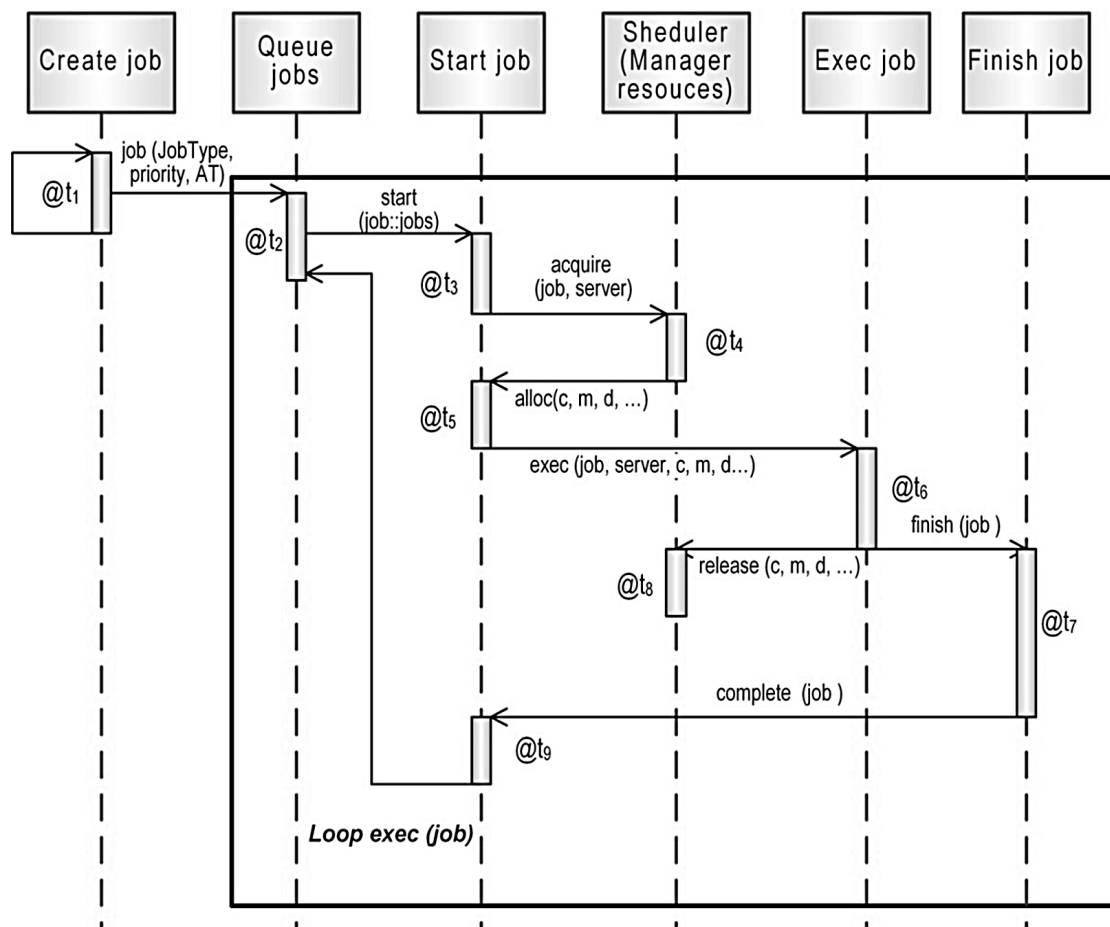 Create job
Queue
jobs
Start job
Sheduler
(Manager
resouces)
Exec job
Finish job
job (JobType,
priority, AT)
@t₁
start
(job::jobs)
@t₂
@t₃
acquire
(job, server)
@t₄
alloc(c, m, d, …)
@t₅
exec (job, server, c, m, d…)
@t₆
finish (job )
release (c, m, d, …)
@t₈
@t₇
complete (job )
@t₉
Loop exec (job)